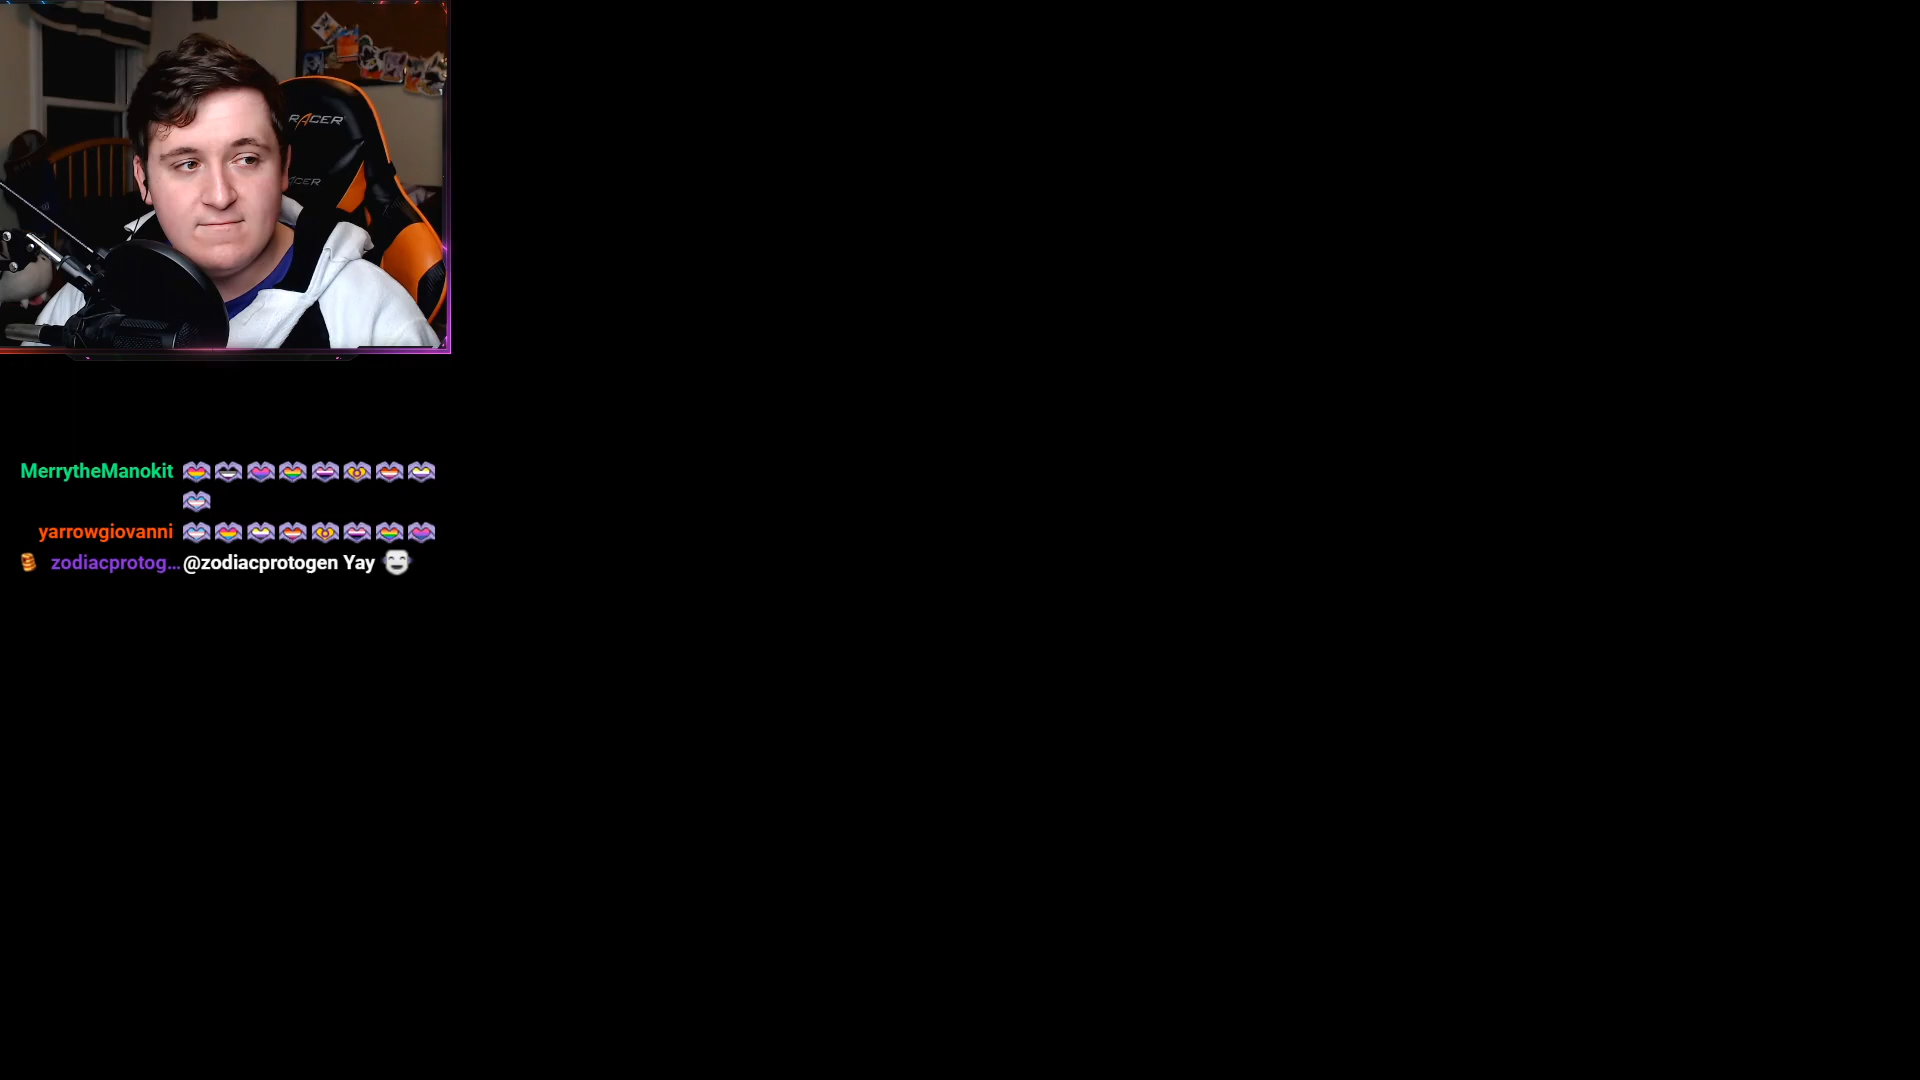 RACER
MerrytheManokit
yarrowgiovanni
zodiacprotog... @zodiacprotogen Yay